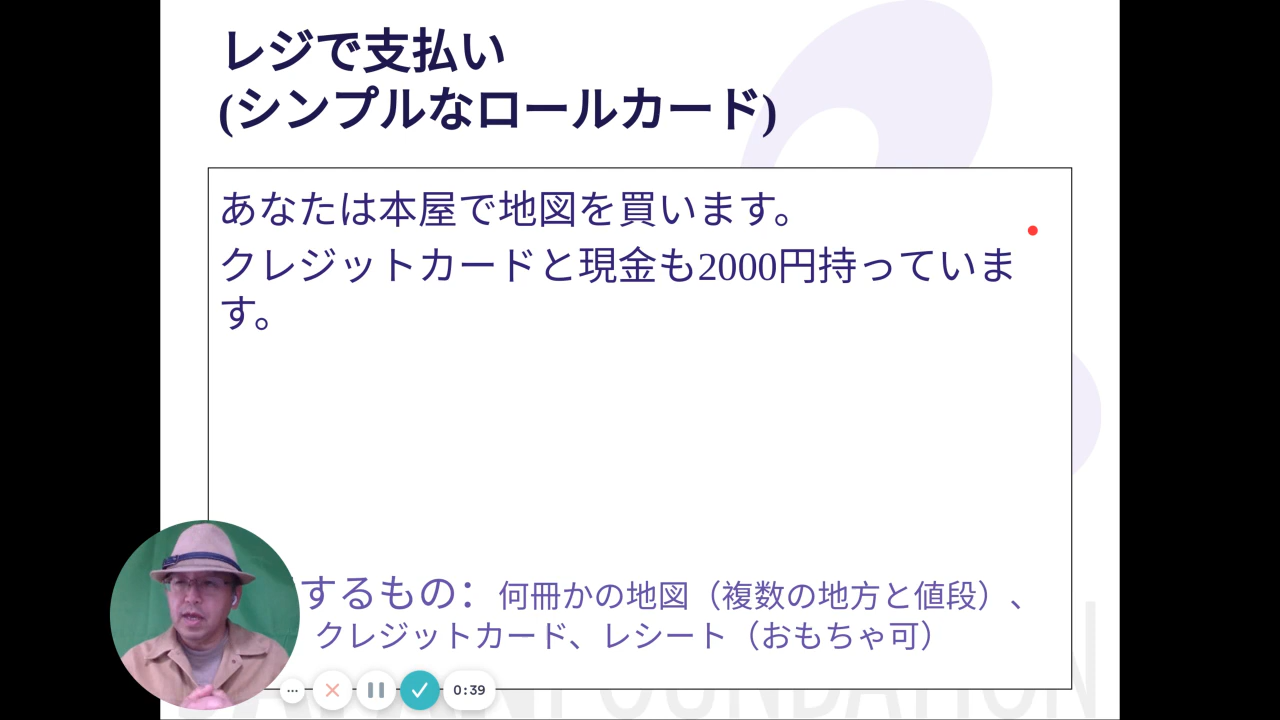 レジで支払い
(シンプルなロールカード)
あなたは本屋で地図を買います。
クレジットカードと現金も2000円持っていま
す。
するもの：何冊かの地図（複数の地方と値段）、
クレジットカード、レシート（おもちゃ可）
0:39
FOUNDATION